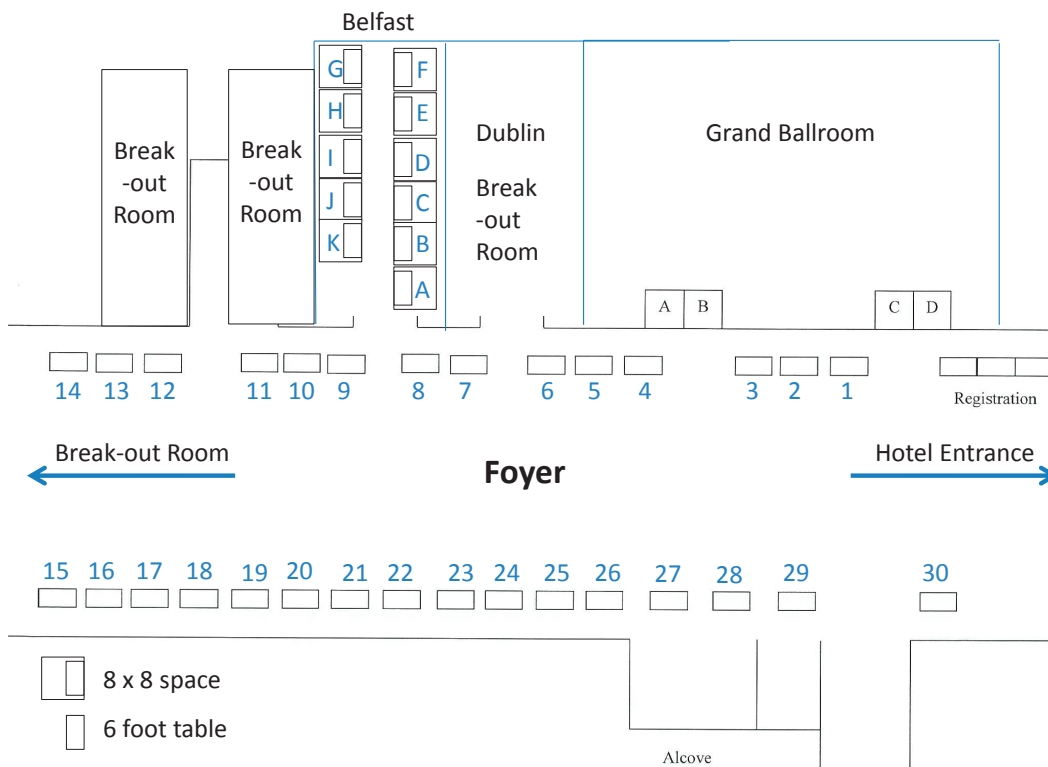 Belfast
G
F
H
E
Break
-out
Room
Break
-out
Room
I
D
Dublin
Grand Ballroom
J
C
Break
-out
Room
K
B
A
A B
C D
14 13 12 11 10 9 8 7 6 5 4 3 2 1 Registration
Break-out Room
Foyer
Hotel Entrance
15 16 17 18 19 20 21 22 23 24 25 26 27 28 29 30
8 x 8 space
6 foot table
Alcove